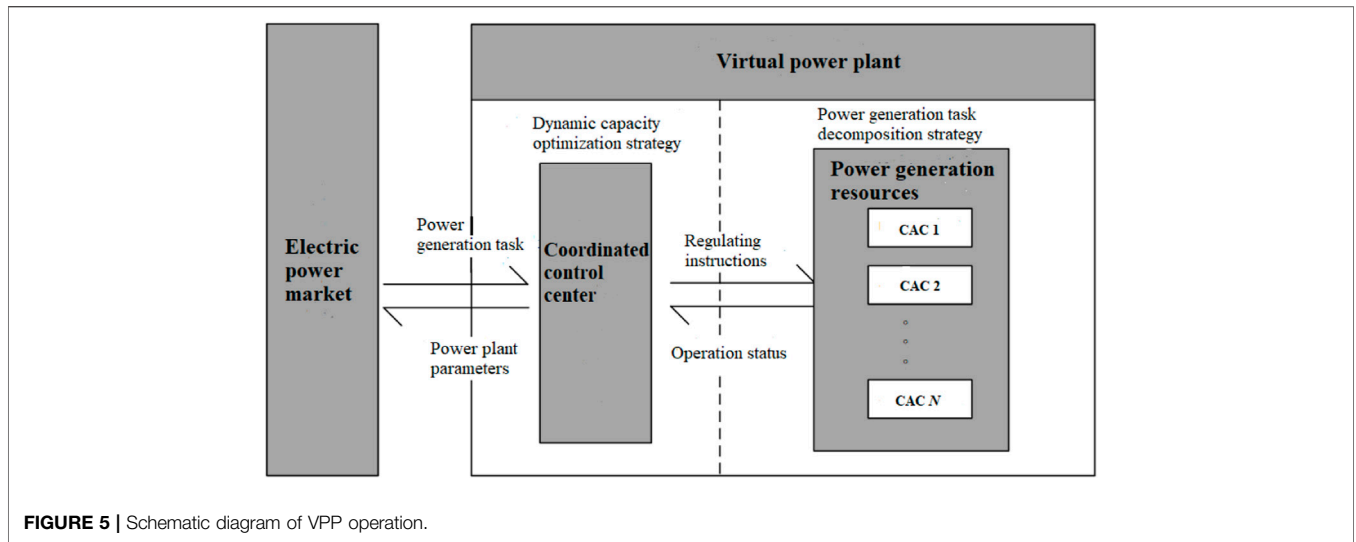 Virtual power plant
Dynamic capacity
optimization strategy
Power generation task
decomposition strategy
Power generation
resources
CAC 1
CAC 2
CAC N
Electric
power
market
Power
generation task
Coordinated
control
center
Regulating
instructions
Power plant
parameters
Operation status
FIGURE 5 | Schematic diagram of VPP operation.